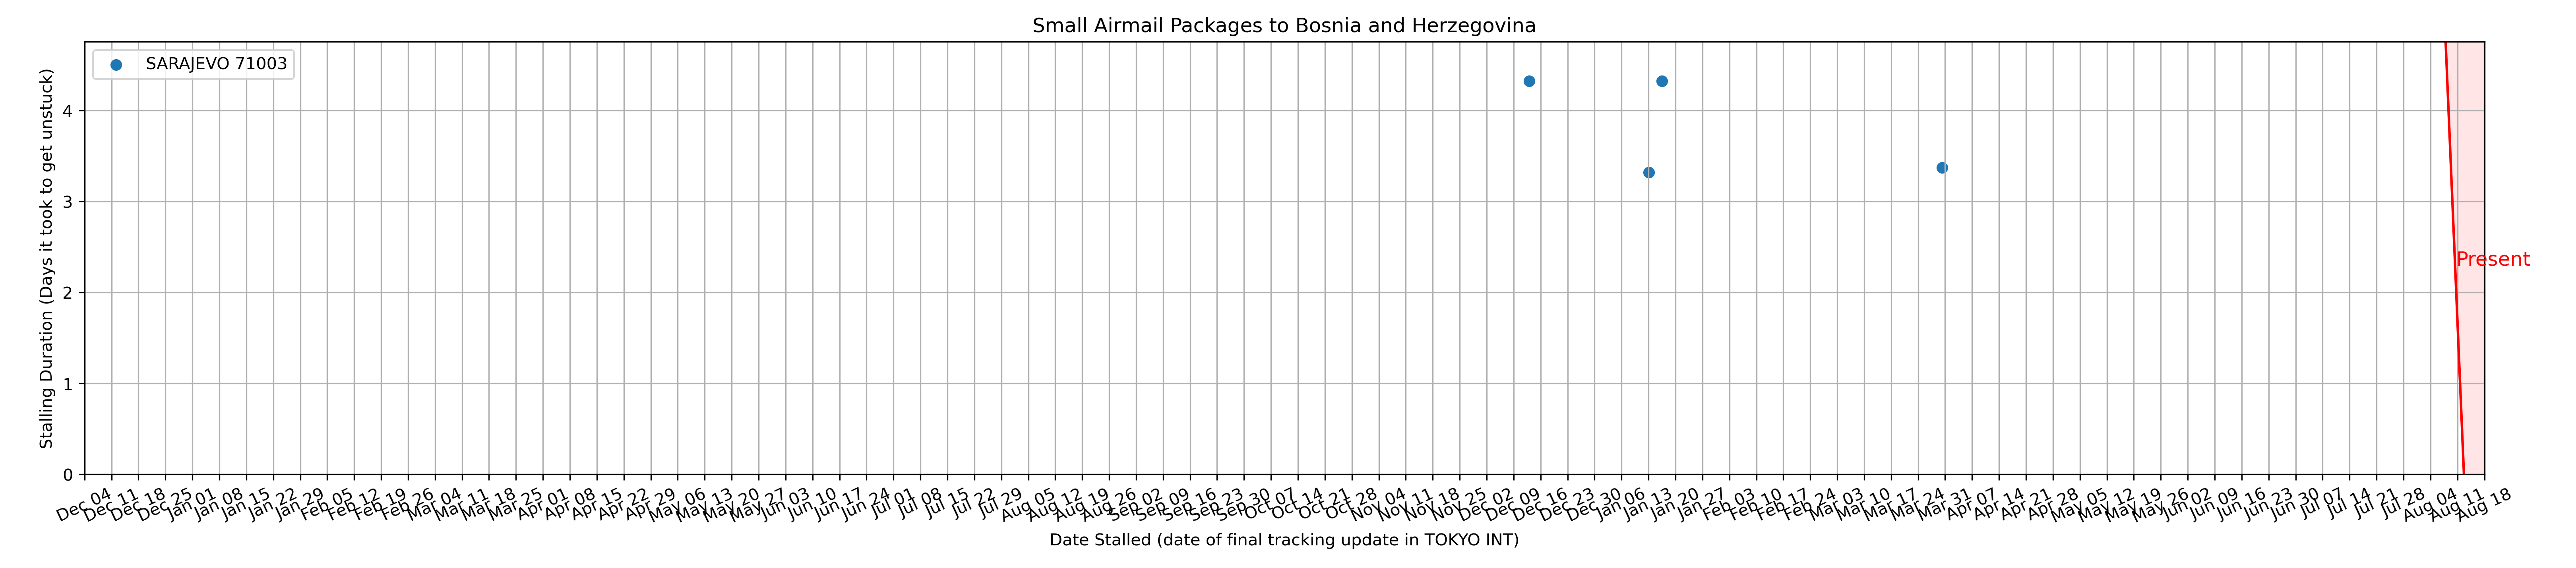 Small Airmail Packages to Bosnia and Herzegovina
SARAJEVO 71003
Stalling Duration (Days it took to get unstuck)
4
3
2
1
0
Present
Dec 04 Dec 11 Dec 18 Dec 25 Jan 01 Jan 08 Jan 15 Jan 22 Jan 29 Feb 05 Feb 12 Feb 19 Feb 26 Mar 04 Mar 11 Mar 18 Mar 25 Apr 01 Apr 08 Apr 15 Apr 22 Apr 29 May 06 May 13 May 20 May 27 Jun 03 Jun 10 Jun 17 Jun 24 Jul 01 Jul 08 Jul 15 Jul 22 Jul 29 Aug 05 Aug 12 Aug 19 Aug 26 Sep 02 Sep 09 Sep 16 Sep 23 Sep 30 Oct 07 Oct 14 Oct 21 Oct 28 Nov 04 Nov 11 Nov 18 Nov 25 Dec 02 Dec 09 Dec 16 Dec 23 Dec 30 Jan 06 Jan 13 Jan 20 Jan 27 Feb 03 Feb 10 Feb 17 Feb 24 Mar 03 Mar 10 Mar 17 Mar 24 Mar 31 Apr 07 Apr 14 Apr 21 Apr 28 May 05 May 12 May 19 May 26 Jun 02 Jun 09 Jun 16 Jun 23 Jun 30 Jul 07 Jul 14 Jul 21 Jul 28 Aug 04 Aug 11 Aug 18
Date Stalled (date of final tracking update in TOKYO INT)